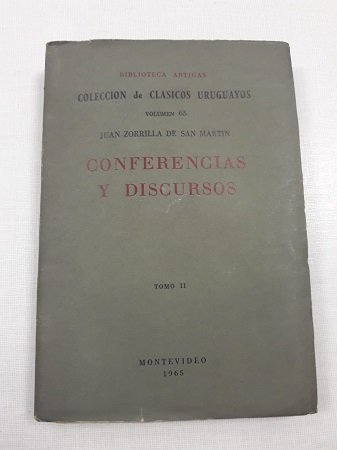 BIBLIOTECA ARTIGAS
COLECCION de CLASICOS URUGUAYOS
VOLUMEN 65
JUAN ZORRILLA DE SAN MARTIN
CONFERENCIAS
Y DISCURSOS
TOMO II
MONTEVIDEO
1965